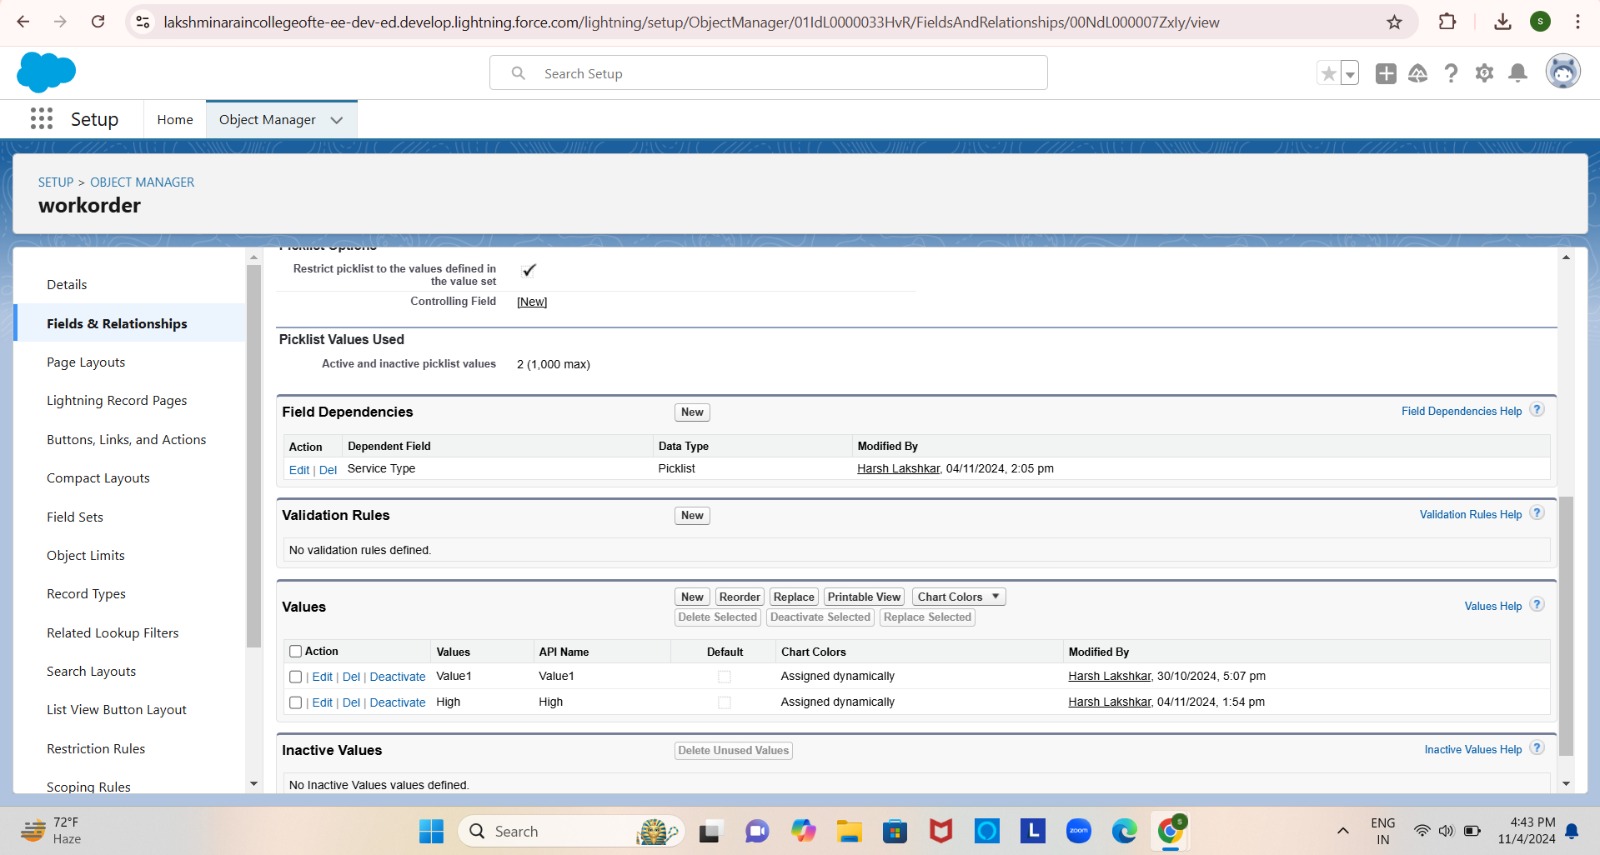 lakshminaraincollegeofte-ee-dev-ed.develop.lightning.force.com/lightning/setup/ObjectManager/01IdL0000033HvR/FieldsAndRelationships/00NdL000007ZxIy/view
S
Search Setup
Setup
Home
Object Manager
SETUP > OBJECT MANAGER
workorder
Details
Fields & Relationships
Page Layouts
Lightning Record Pages
Buttons, Links, and Actions
Compact Layouts
Field Sets
Object Limits
Record Types
Related Lookup Filters
Search Layouts
List View Button Layout
Restriction Rules
Scoping Rules
Picklist Options
Restrict picklist to the values defined in
the value set
Controlling Field [New]
Picklist Values Used
Active and inactive picklist values 2 (1,000 max)
Field Dependencies New Field Dependencies Help ?
Action Dependent Field Data Type Modified By
Edit | Del Service Type Picklist Harsh Lakshkar, 04/11/2024, 2:05 pm
Validation Rules New Validation Rules Help ?
No validation rules defined.
Values New Reorder Replace Printable View Chart Colors Values Help ?
Delete Selected Deactivate Selected Replace Selected
Action Values API Name Default Chart Colors Modified By
| Edit | Del | Deactivate Value1 Value1 Assigned dynamically Harsh Lakshkar, 30/10/2024, 5:07 pm
| Edit | Del | Deactivate High High Assigned dynamically Harsh Lakshkar, 04/11/2024, 1:54 pm
Inactive Values Delete Unused Values Inactive Values Help ?
No Inactive Values values defined.
72°F
Haze
Search
L
zoom
S
ENG
IN
4:43 PM
11/4/2024